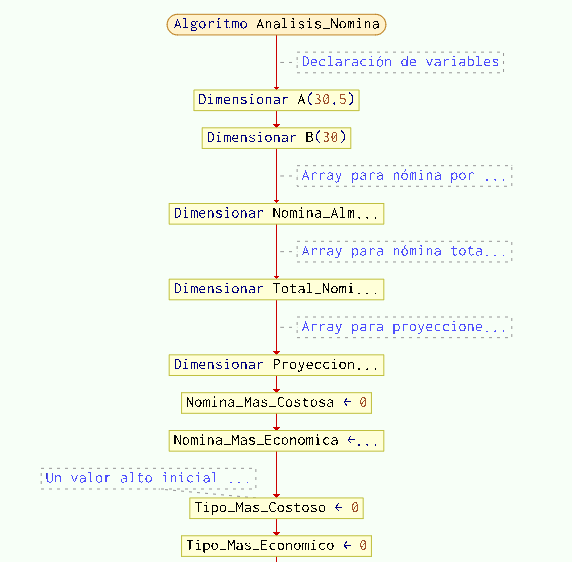 Algoritmo Analisis_Nomina
Declaración de variables
Dimensionar A(30,5)
Dimensionar B(30)
Array para nómina por ...
Dimensionar Nomina_Alm...
Array para nómina tota...
Dimensionar Total_Nomi...
Array para proyeccione...
Dimensionar Proyeccion...
Nomina_Mas_Costosa ← 0
Nomina_Mas_Economica ←...
Un valor alto inicial ...
Tipo_Mas_Costoso ← 0
Tipo_Mas_Economico ← 0